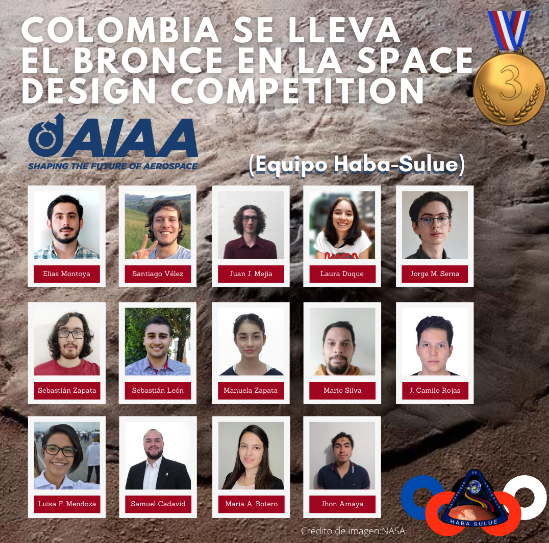 COLOMBIA SE LLEVA
EL BRONCE EN LA SPACE
DESIGN COMPETITION
3
AIAA
SHAPING THE FUTURE OF AEROSPACE
(Equipo Haba-Sulue)
Elias Montoya
Santiago Vélez
Juan J. Mejia
Laura Duque
Jorge M. Serna
Sebastián Zapata
Sebastián León
Manuela Zapata
Mario Silva
J. Camilo Rojas
Luisa F. Mendoza
Samuel Cadavid
Maria A. Botero
Jhon Amaya
HABA-SULUE
Crédito de Imagen:NASA